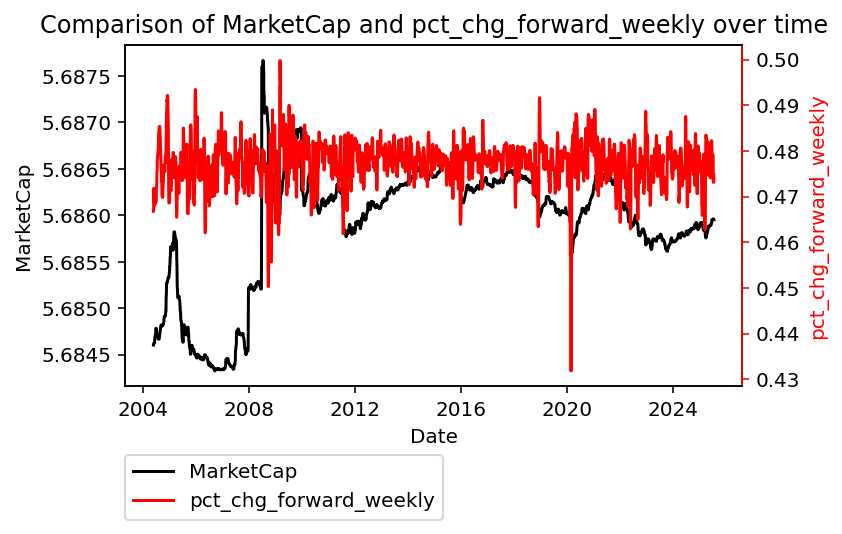 Comparison of MarketCap and pct_chg_forward_weekly over time
5.6875
5.6870
5.6865
5.6860
5.6855
5.6850
5.6845
MarketCap
0.50
0.49
0.48
0.47
0.46
0.45
0.44
0.43
pct_chg_forward_weekly
2004 2008 2012 2016 2020 2024
Date
MarketCap
pct_chg_forward_weekly